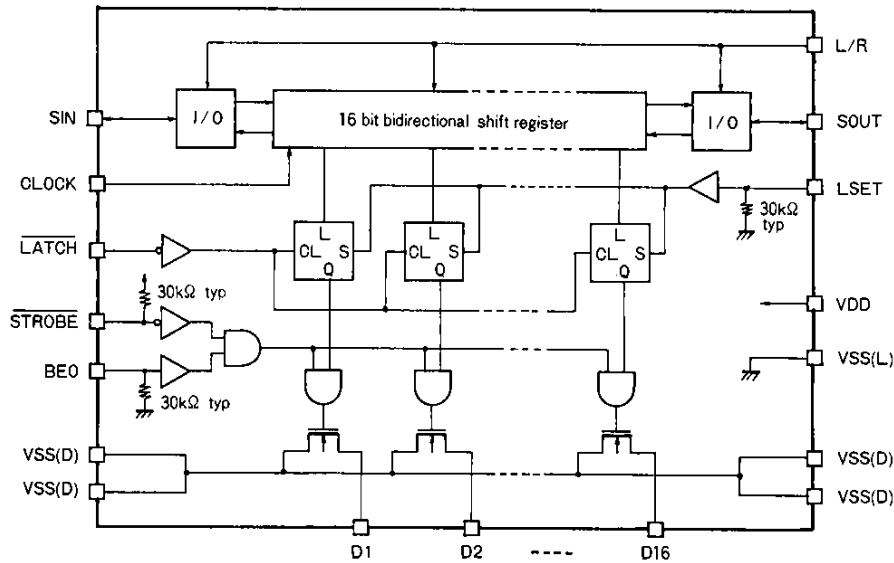 L/R
SIN
I/O
16 bit bidirectional shift register
I/O
SOUT
CLOCK
LSET
30kΩ typ
LATCH
L
CL S
Q
L
CL S
Q
L
CL S
Q
30kΩ typ
STROBE
VDD
BEO
VSS(L)
30kΩ typ
VSS(D)
VSS(D)
VSS(D)
VSS(D)
D1
D2
D16